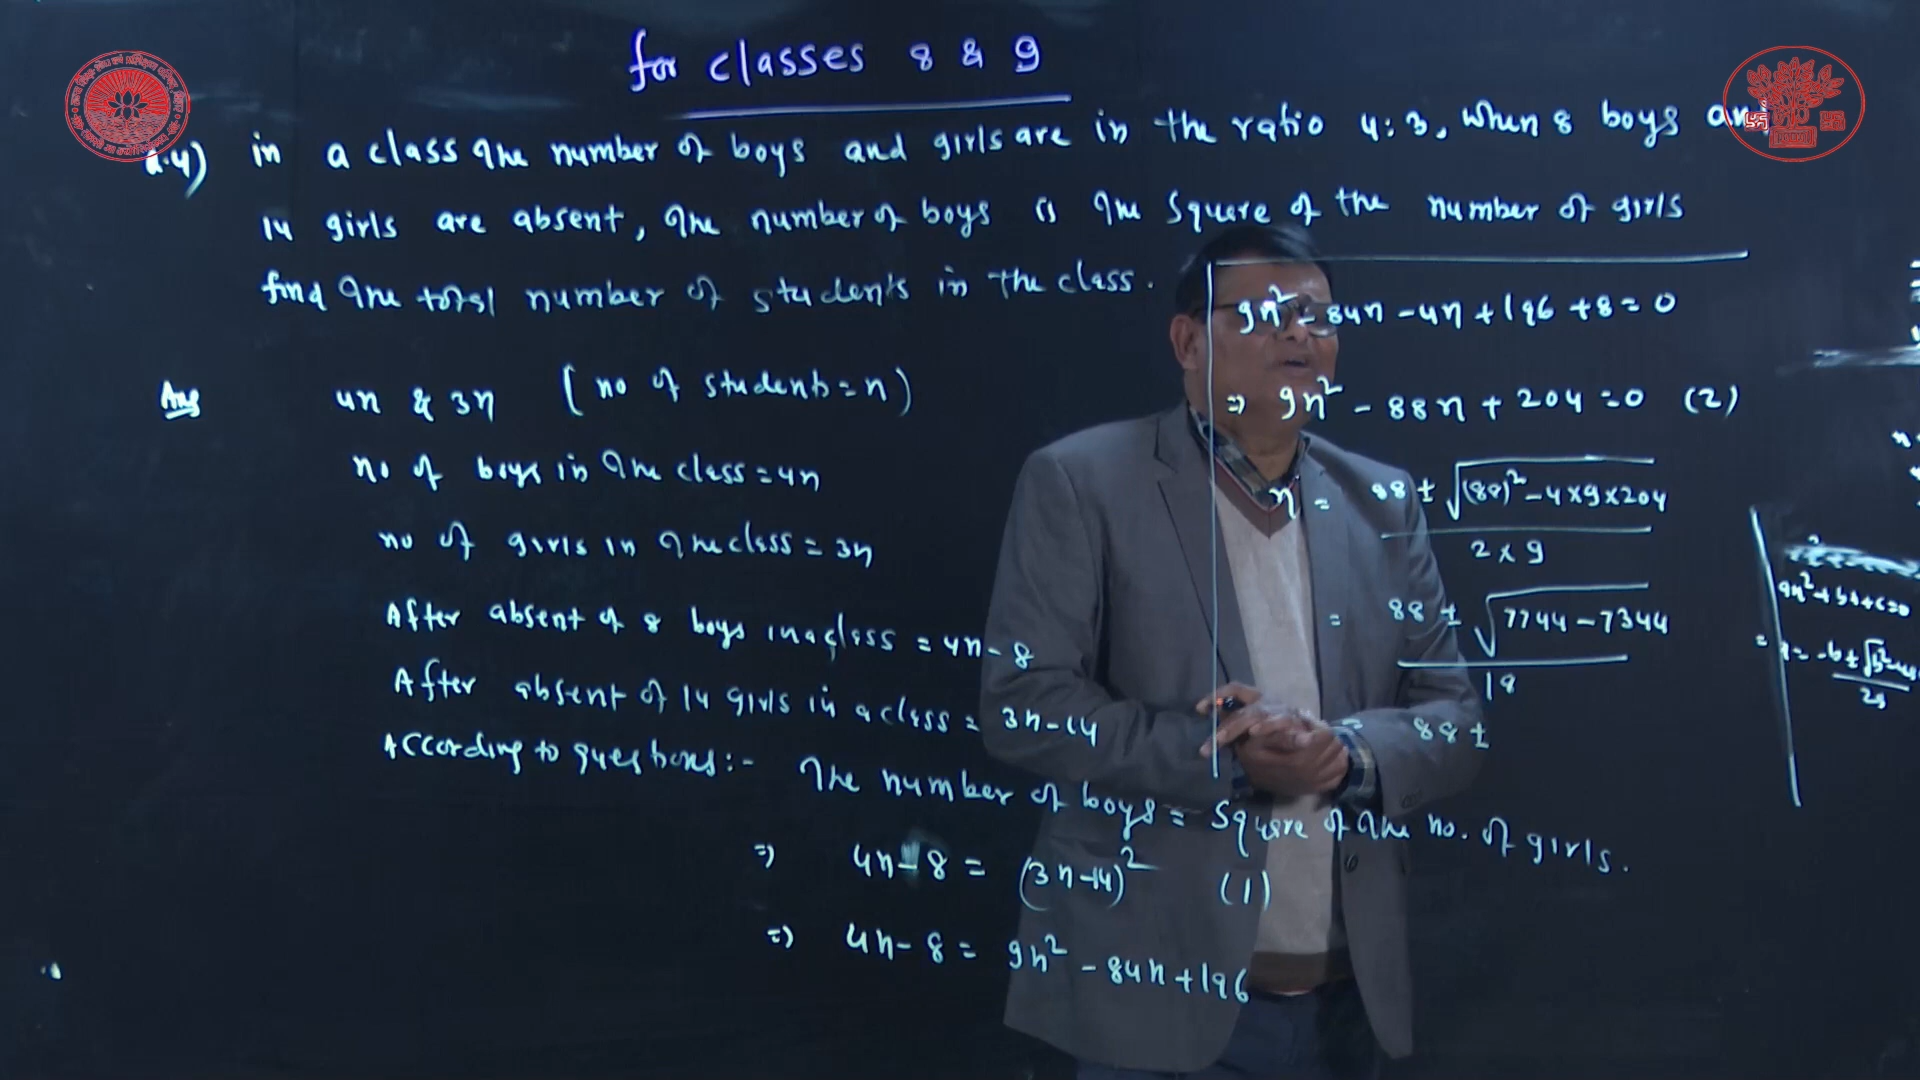 for classes 8 & 9
in a class the number of boys and girls are in the ratio 4:3, when 8 boys and
14 girls are absent, the number of boys is the square of the number of girls
find the total number of students in the class.
Ans 4n & 3n (no of students = n)
no of boys in the class = 4n
no of girls in the class = 3n
After absent of 8 boys in a class = 4n - 8
After absent of 14 girls in a class = 3n - 14
According to questions :- The number of boys = square of the no. of girls.
=> 4n - 8 = (3n - 14)² (1)
=> 4n - 8 = 9n² - 84n + 196
9n² - 84n - 4n + 196 + 8 = 0
=> 9n² - 88n + 204 = 0 (2)
n = 88 ± √(88)² - 4×9×204
2 × 9
= 88 ± √7744 - 7344
18
= 88 ±